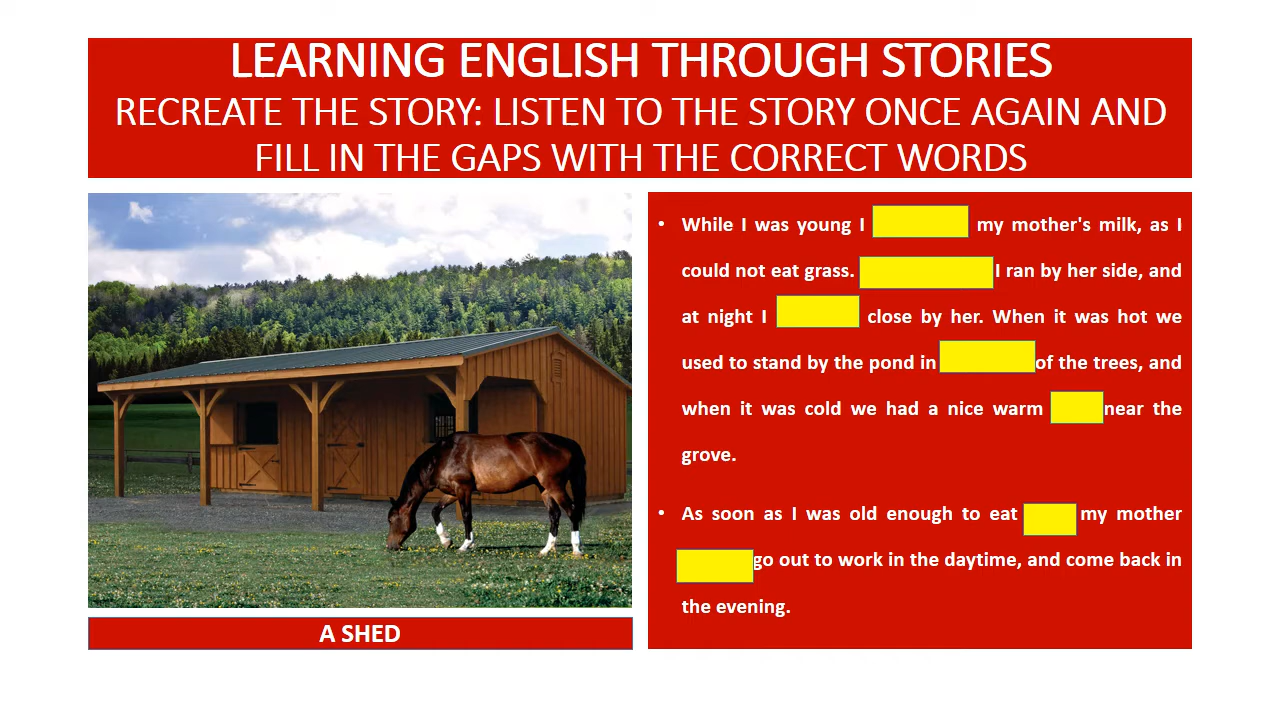 LEARNING ENGLISH THROUGH STORIES
RECREATE THE STORY: LISTEN TO THE STORY ONCE AGAIN AND
FILL IN THE GAPS WITH THE CORRECT WORDS
• While I was young I my mother's milk, as I
could not eat grass. I ran by her side, and
at night I close by her. When it was hot we
used to stand by the pond in of the trees, and
when it was cold we had a nice warm near the
grove.
• As soon as I was old enough to eat my mother
go out to work in the daytime, and come back in
the evening.
A SHED